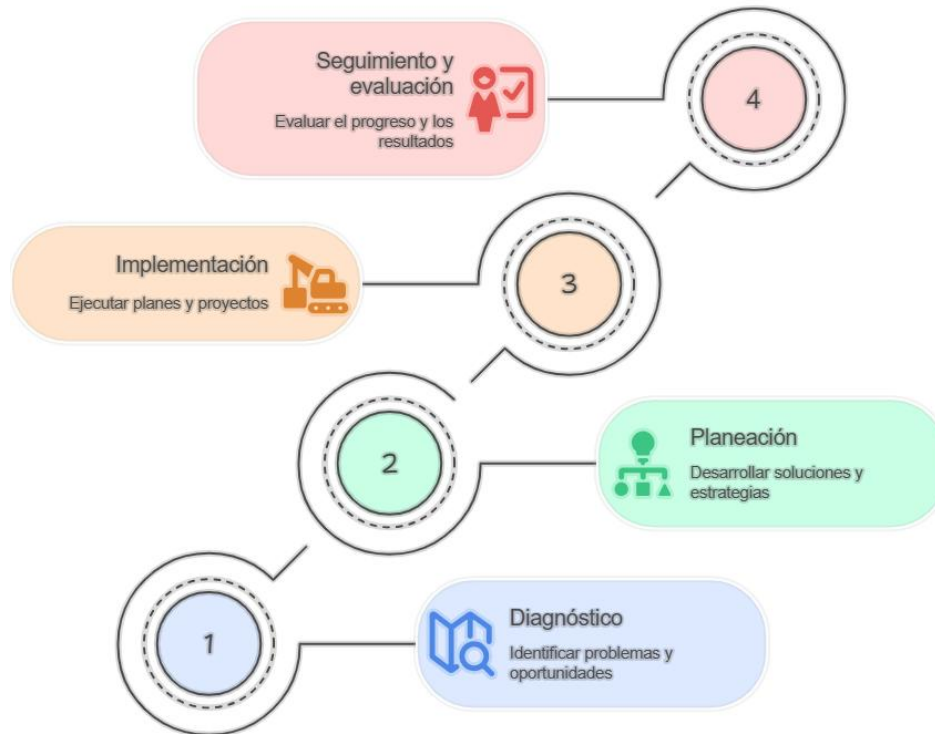 Seguimiento y
evaluación
Evaluar el progreso y los
resultados
4
Implementación
Ejecutar planes y proyectos
3
2
Planeación
Desarrollar soluciones y
estrategias
1
Diagnóstico
Identificar problemas y
oportunidades